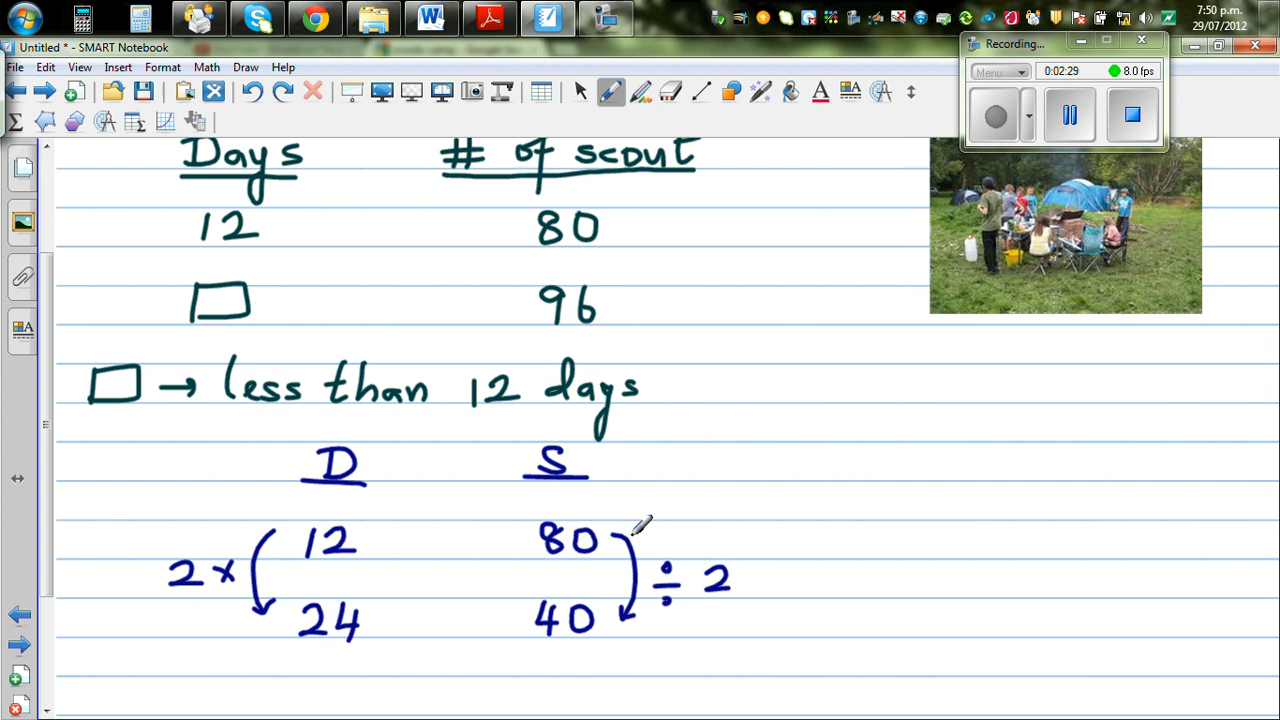 7:50 p.m.
29/07/2012
Untitled * - SMART Notebook
Recording...
File Edit View Insert Format Math Draw Help
Menu 0:02:29 8.0 fps
Days # of scout
12 80
96
less than 12 days
D S
12 80
2 × ÷ 2
24 40